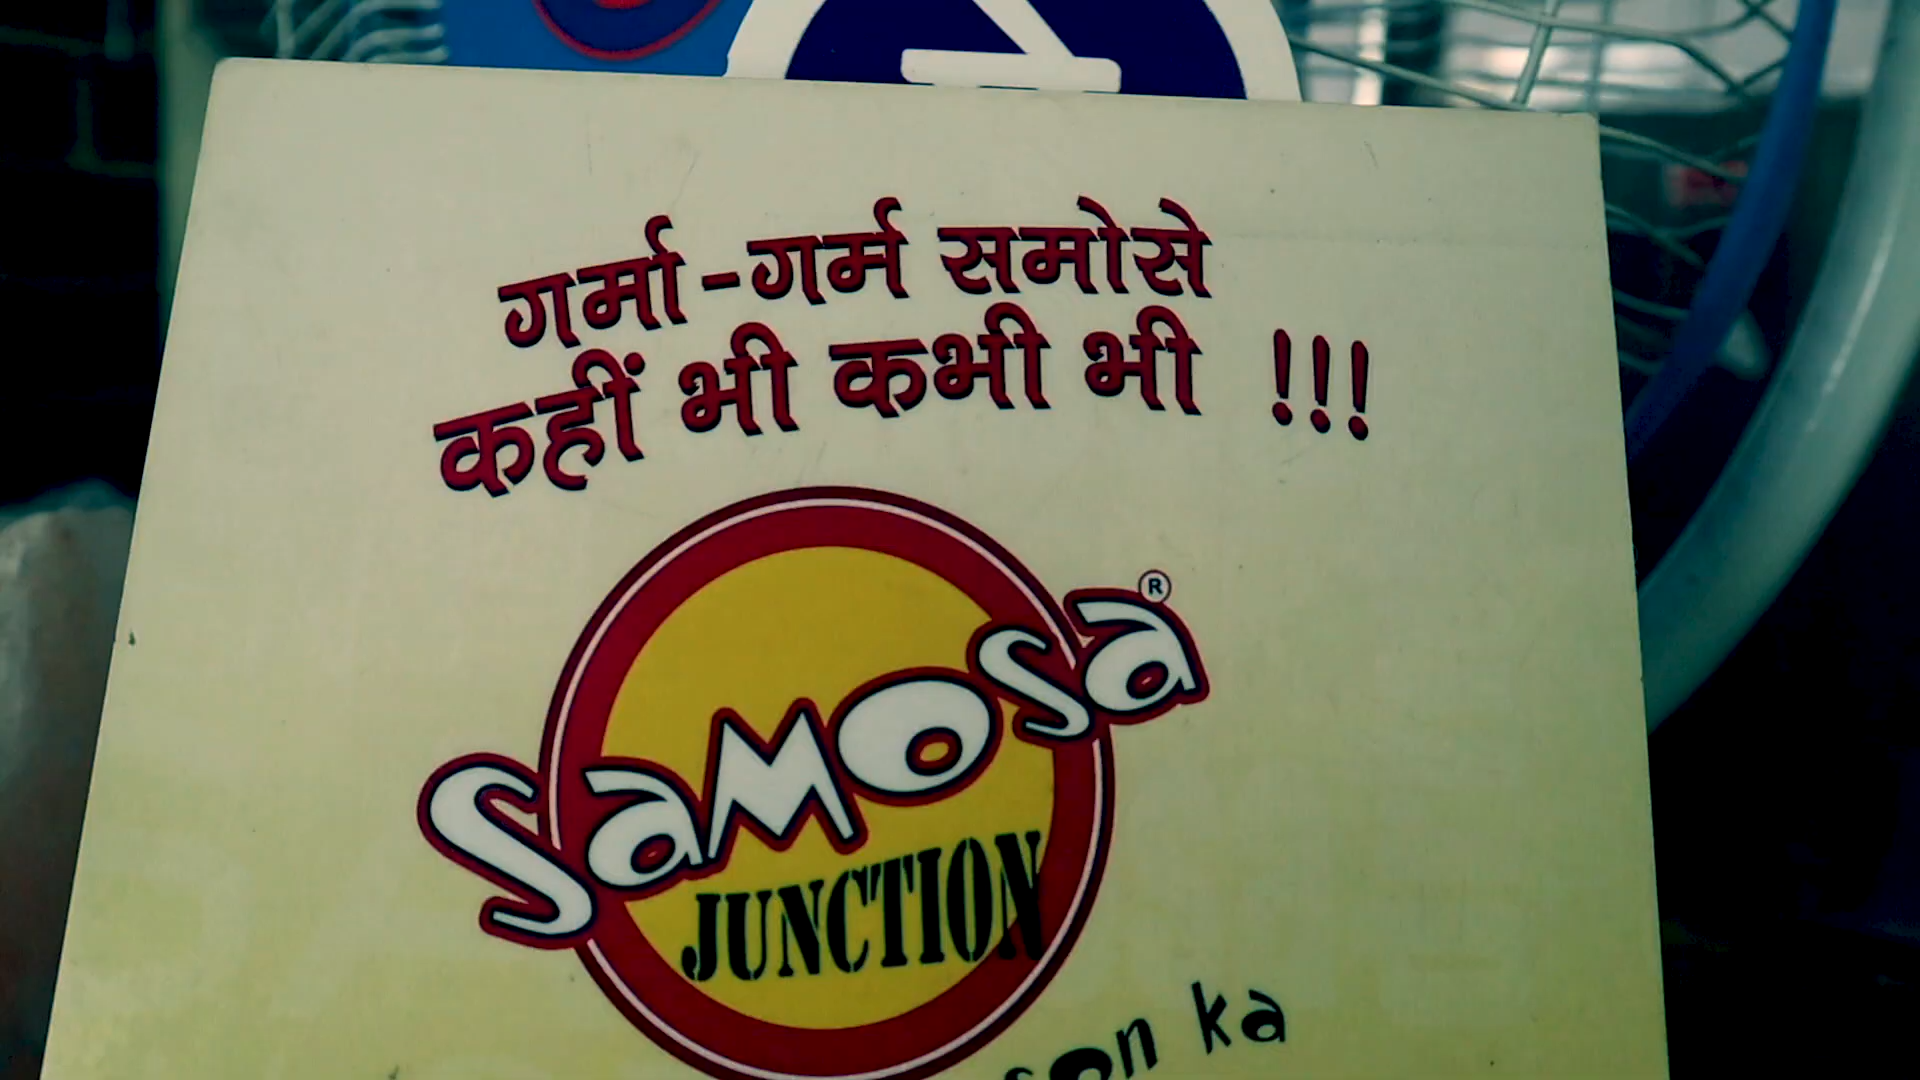 गर्मा-गर्म समोसे
कहीं भी कभी भी !!!
SaMOSa ®
JUNCTION
ka